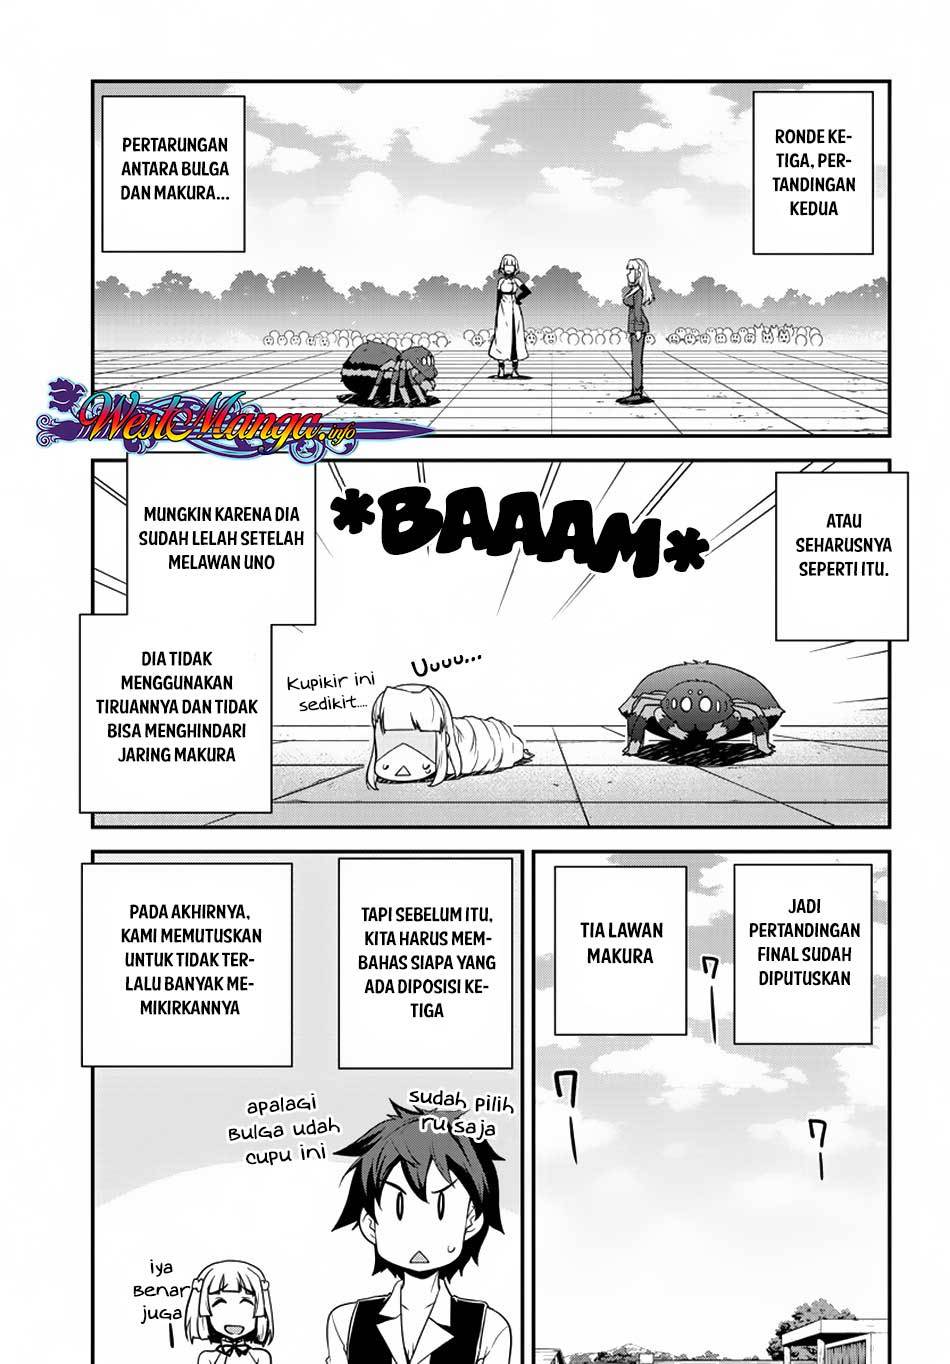 RONDE KE-
TIGA, PER-
TANDINGAN
KEDUA
PERTARUNGAN
ANTARA BULGA
DAN MAKURA...
WestManga.info
ATAU
SEHARUSNYA
SEPERTI ITU.
*BAAAM*
MUNGKIN KARENA DIA
SUDAH LELAH SETELAH
MELAWAN UNO
DIA TIDAK
MENGGUNAKAN
TIRUANNYA DAN TIDAK
BISA MENGHINDARI
JARING MAKURA
Uuuu...
Kupikir ini
sedikit....
JADI
PERTANDINGAN
FINAL SUDAH
DIPUTUSKAN
TIA LAWAN
MAKURA
ワ
ワ
ワ
TAPI SEBELUM ITU,
KITA HARUS MEM-
BAHAS SIAPA YANG
ADA DIPOSISI KE-
TIGA
PADA AKHIRNYA,
KAMI MEMUTUSKAN
UNTUK TIDAK TER-
LALU BANYAK ME-
MIKIRKANNYA
sudah pilih
ru saja
apalagi
Bulga udah
cupu ini
iya
Benar
juga